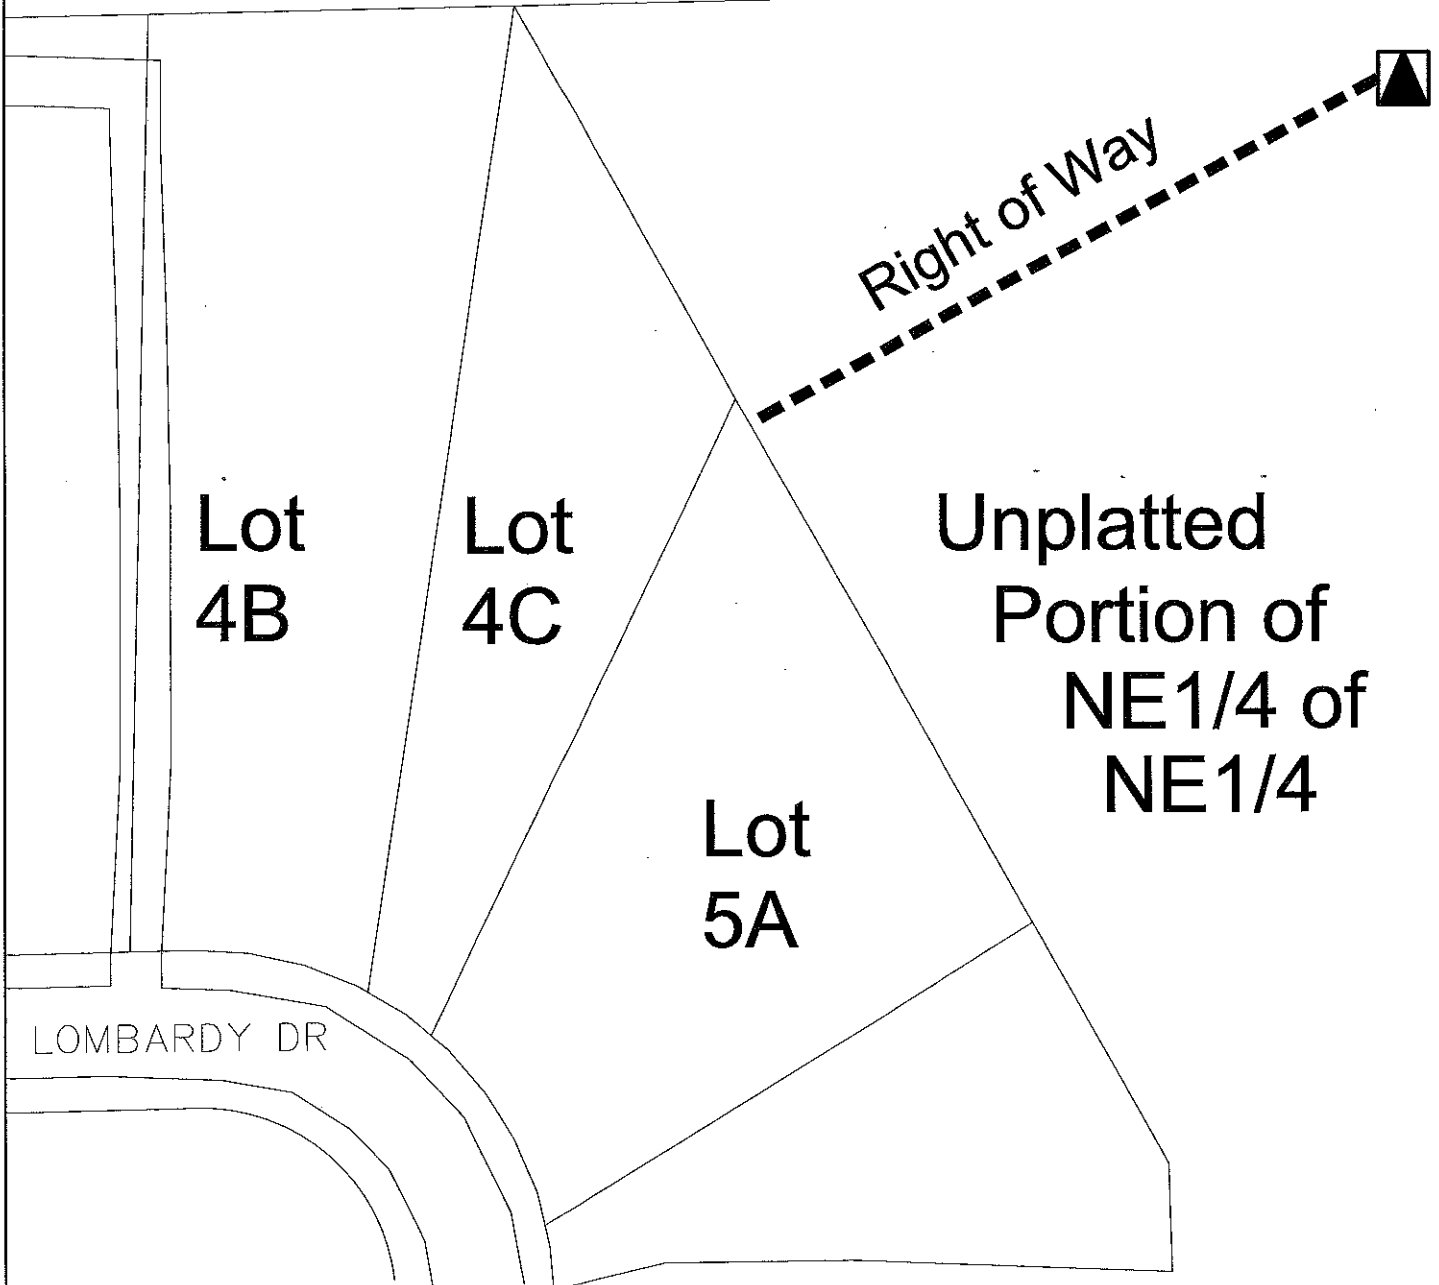 Right of Way
Lot
4B
Lot
4C
Unplatted
Portion of
NE1/4 of
NE1/4
Lot
5A
LOMBARDY DR